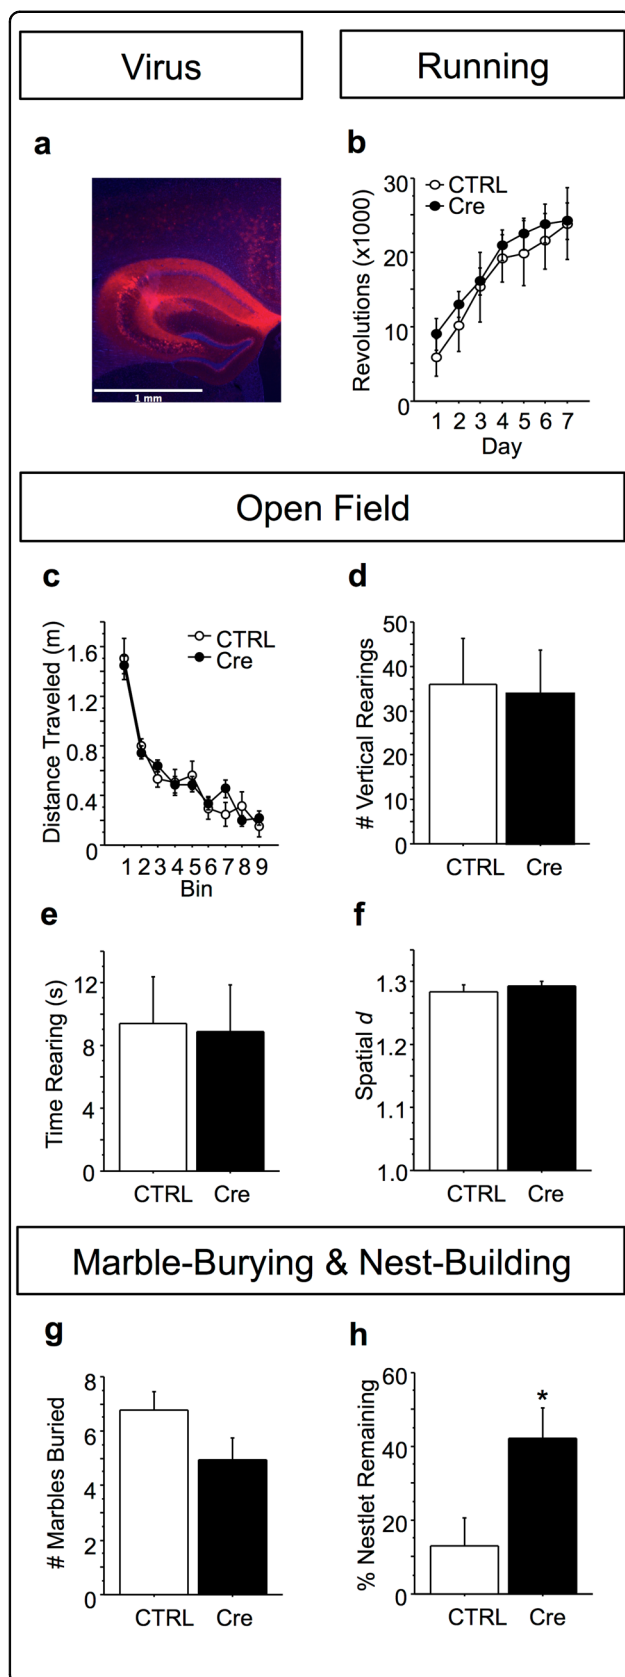 Virus
Running
a
1 mm
b
Revolutions (x1000)
30
20
10
0
CTRL
Cre
1 2 3 4 5 6 7
Day
Open Field
c
Distance Traveled (m)
1.6
1.2
0.8
0.4
0
CTRL
Cre
1 2 3 4 5 6 7 8 9
Bin
d
# Vertical Rearings
50
40
30
20
10
0
CTRL Cre
e
Time Rearing (s)
12
8
4
0
CTRL Cre
f
Spatial d
1.3
1.2
1.1
1.0
CTRL Cre
Marble-Burying & Nest-Building
g
# Marbles Buried
8
6
4
2
0
CTRL Cre
h
% Nestlet Remaining
60
40
20
0
*
CTRL Cre